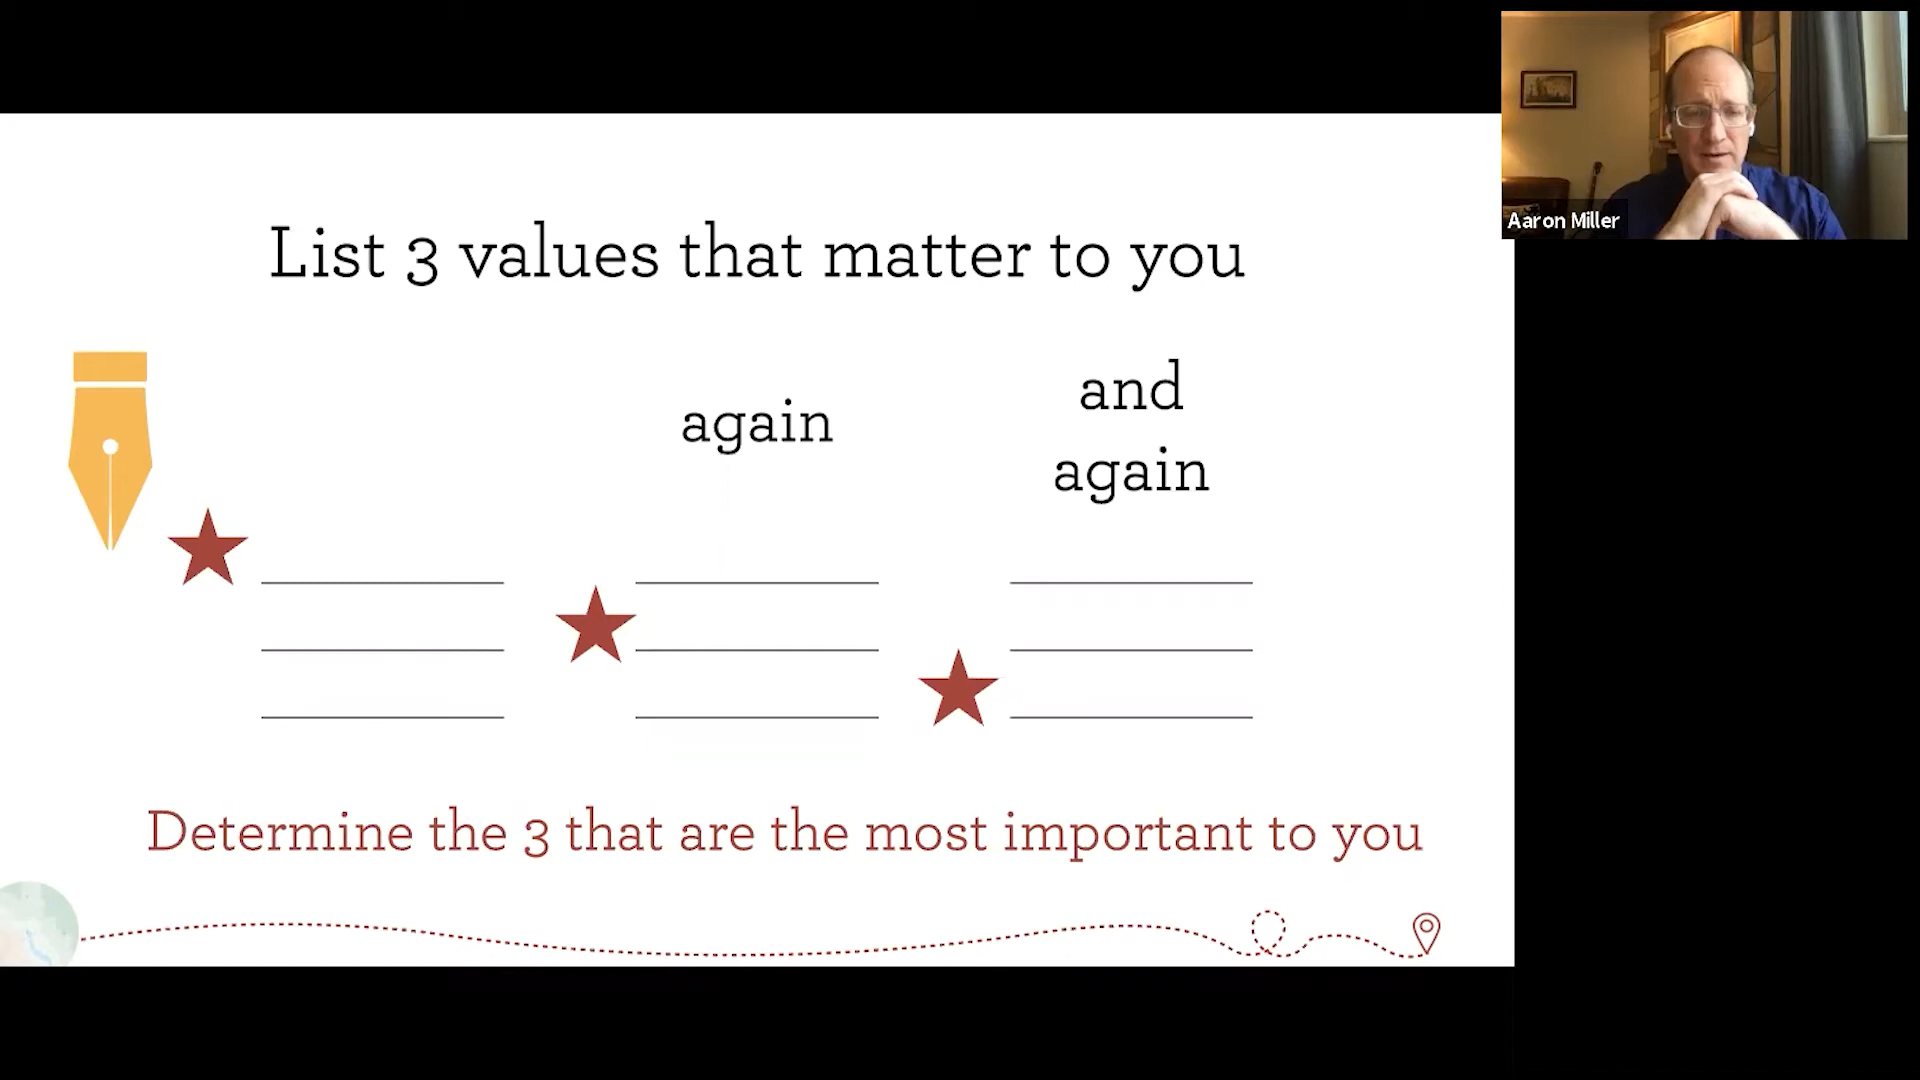 Aaron Miller
List 3 values that matter to you
again
and
again
Determine the 3 that are the most important to you